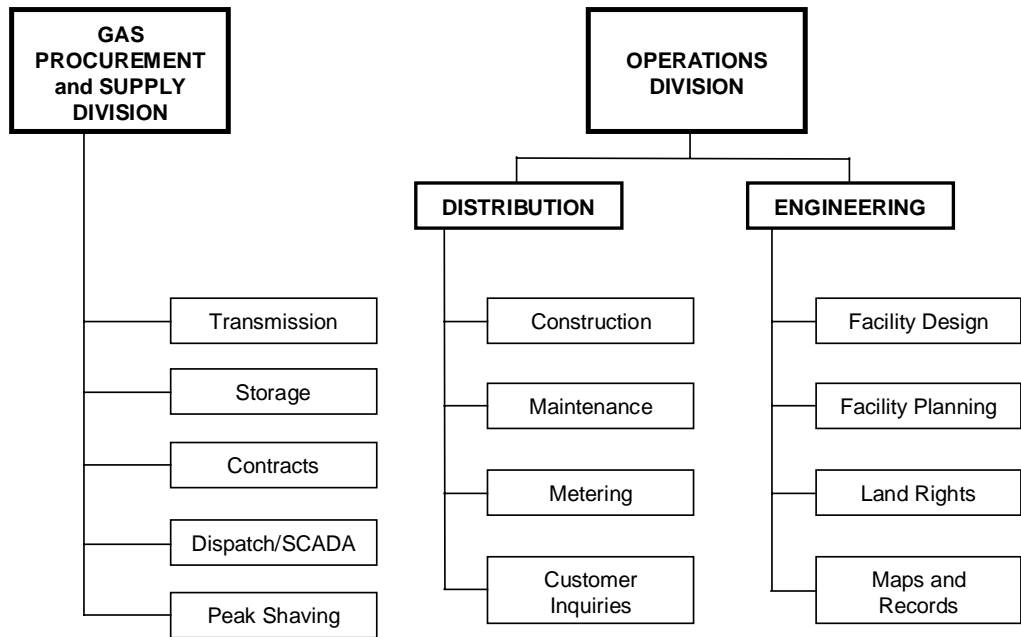 GAS
PROCUREMENT
and SUPPLY
DIVISION
OPERATIONS
DIVISION
DISTRIBUTION
ENGINEERING
Transmission
Storage
Contracts
Dispatch/SCADA
Peak Shaving
Construction
Maintenance
Metering
Customer
Inquiries
Facility Design
Facility Planning
Land Rights
Maps and
Records